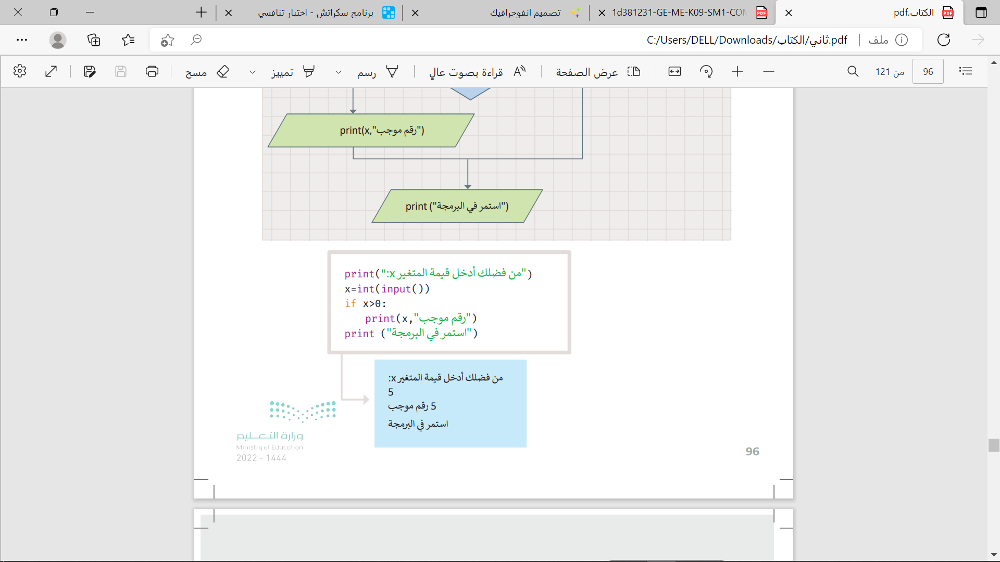 الكتاب.pdf
1d381231-GE-ME-K09-SM1-CON
تصميم انفوجرافيك
برنامج سكراتش - اختبار تنافسي
ملف
C:/Users/DELL/Downloads/ثاني/الكتاب.pdf
96
من 121
عرض الصفحة
قراءة بصوت عالٍ
رسم
تمييز
مسح
print(x,"رقم موجب")
print ("استمر في البرمجة")
print("من فضلك أدخل قيمة المتغير x:")
x=int(input())
if x>0:
print(x,"رقم موجب")
print ("استمر في البرمجة")
من فضلك أدخل قيمة المتغير x:
5
5 رقم موجب
استمر في البرمجة
وزارة التعـــليم
Ministry of Education
2022 - 1444
96